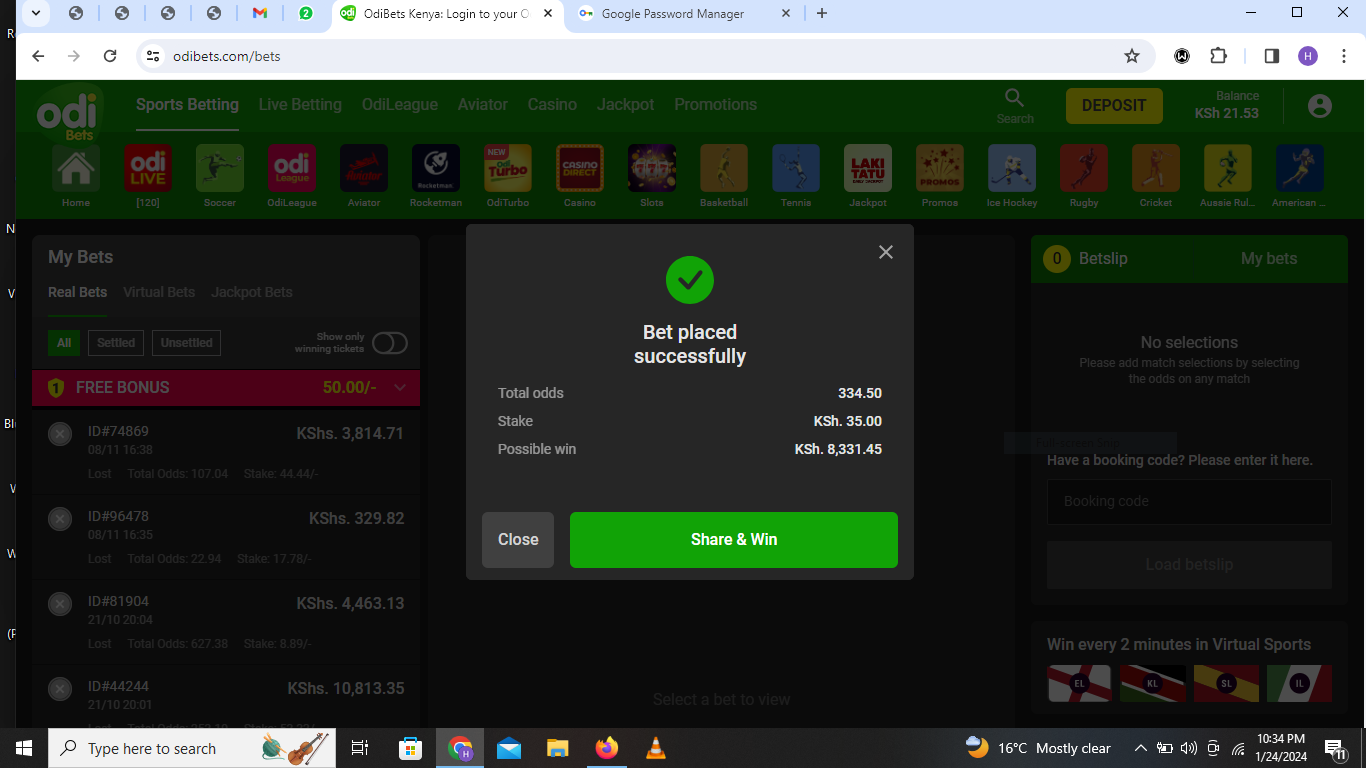 2
OdiBets Kenya: Login to your O
Google Password Manager
odibets.com/bets
H
odi
Bets
Sports Betting
Live Betting
OdiLeague
Aviator
Casino
Jackpot
Promotions
Search
DEPOSIT
Balance
KSh 21.53
odi
LIVE
odi
League
Aviator
Rocketman
NEW
Odi
Turbo
CASINO
DIRECT
777
LAKI
TATU
DAILY JACKPOT
PROMOS
Home
[120]
Soccer
OdiLeague
Aviator
Rocketman
OdiTurbo
Casino
Slots
Basketball
Tennis
Jackpot
Promos
Ice Hockey
Rugby
Cricket
Aussie Rul...
American ...
My Bets
Real Bets
Virtual Bets
Jackpot Bets
All
Settled
Unsettled
Show only
winning tickets
1
FREE BONUS
50.00/-
ID#74869
KShs. 3,814.71
08/11 16:38
Lost Total Odds: 107.04 Stake: 44.44/-
ID#96478
KShs. 329.82
08/11 16:35
Lost Total Odds: 22.94 Stake: 17.78/-
ID#81904
KShs. 4,463.13
21/10 20:04
Lost Total Odds: 627.38 Stake: 8.89/-
ID#44244
KShs. 10,813.35
21/10 20:01
Bet placed
successfully
Total odds 334.50
Stake KSh. 35.00
Possible win KSh. 8,331.45
Close
Share & Win
Select a bet to view
0
Betslip
My bets
No selections
Please add match selections by selecting
the odds on any match
Have a booking code? Please enter it here.
Booking code
Load betslip
Win every 2 minutes in Virtual Sports
EL
KL
SL
IL
Type here to search
H
16°C Mostly clear
10:34 PM
1/24/2024
11